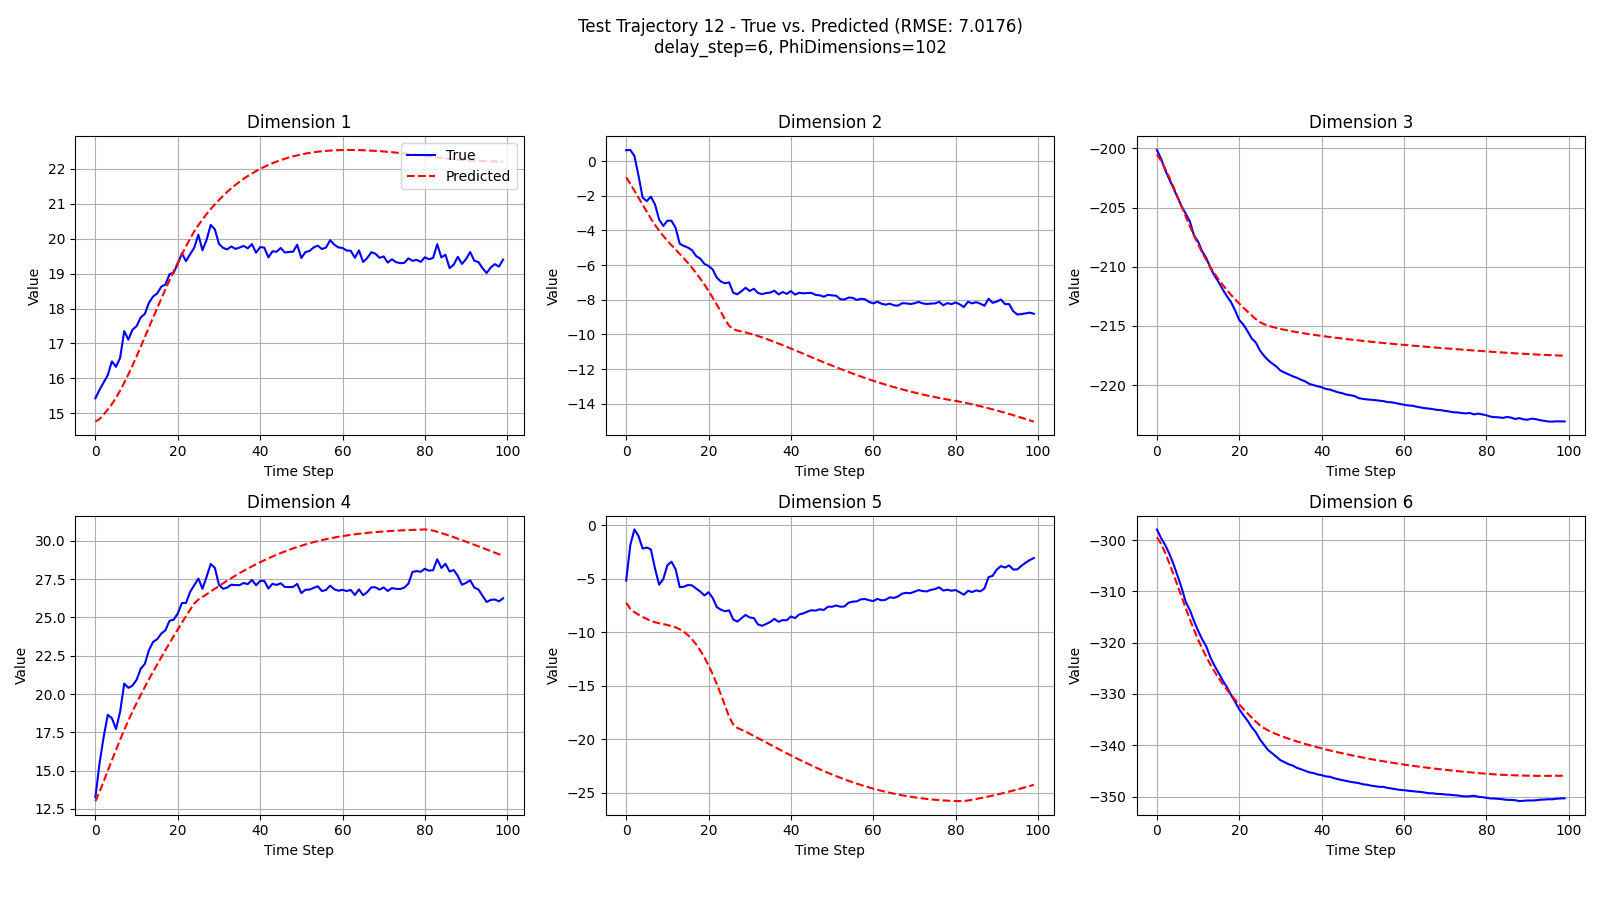 Test Trajectory 12 - True vs. Predicted (RMSE: 7.0176)
delay_step=6, PhiDimensions=102
Dimension 1
True
Predicted
22
21
20
19
18
17
16
15
Value
0 20 40 60 80 100
Time Step
Dimension 2
0
−2
−4
−6
−8
−10
−12
−14
Value
0 20 40 60 80 100
Time Step
Dimension 3
−200
−205
−210
−215
−220
Value
0 20 40 60 80 100
Time Step
Dimension 4
30.0
27.5
25.0
22.5
20.0
17.5
15.0
12.5
Value
0 20 40 60 80 100
Time Step
Dimension 5
0
−5
−10
−15
−20
−25
Value
0 20 40 60 80 100
Time Step
Dimension 6
−300
−310
−320
−330
−340
−350
Value
0 20 40 60 80 100
Time Step